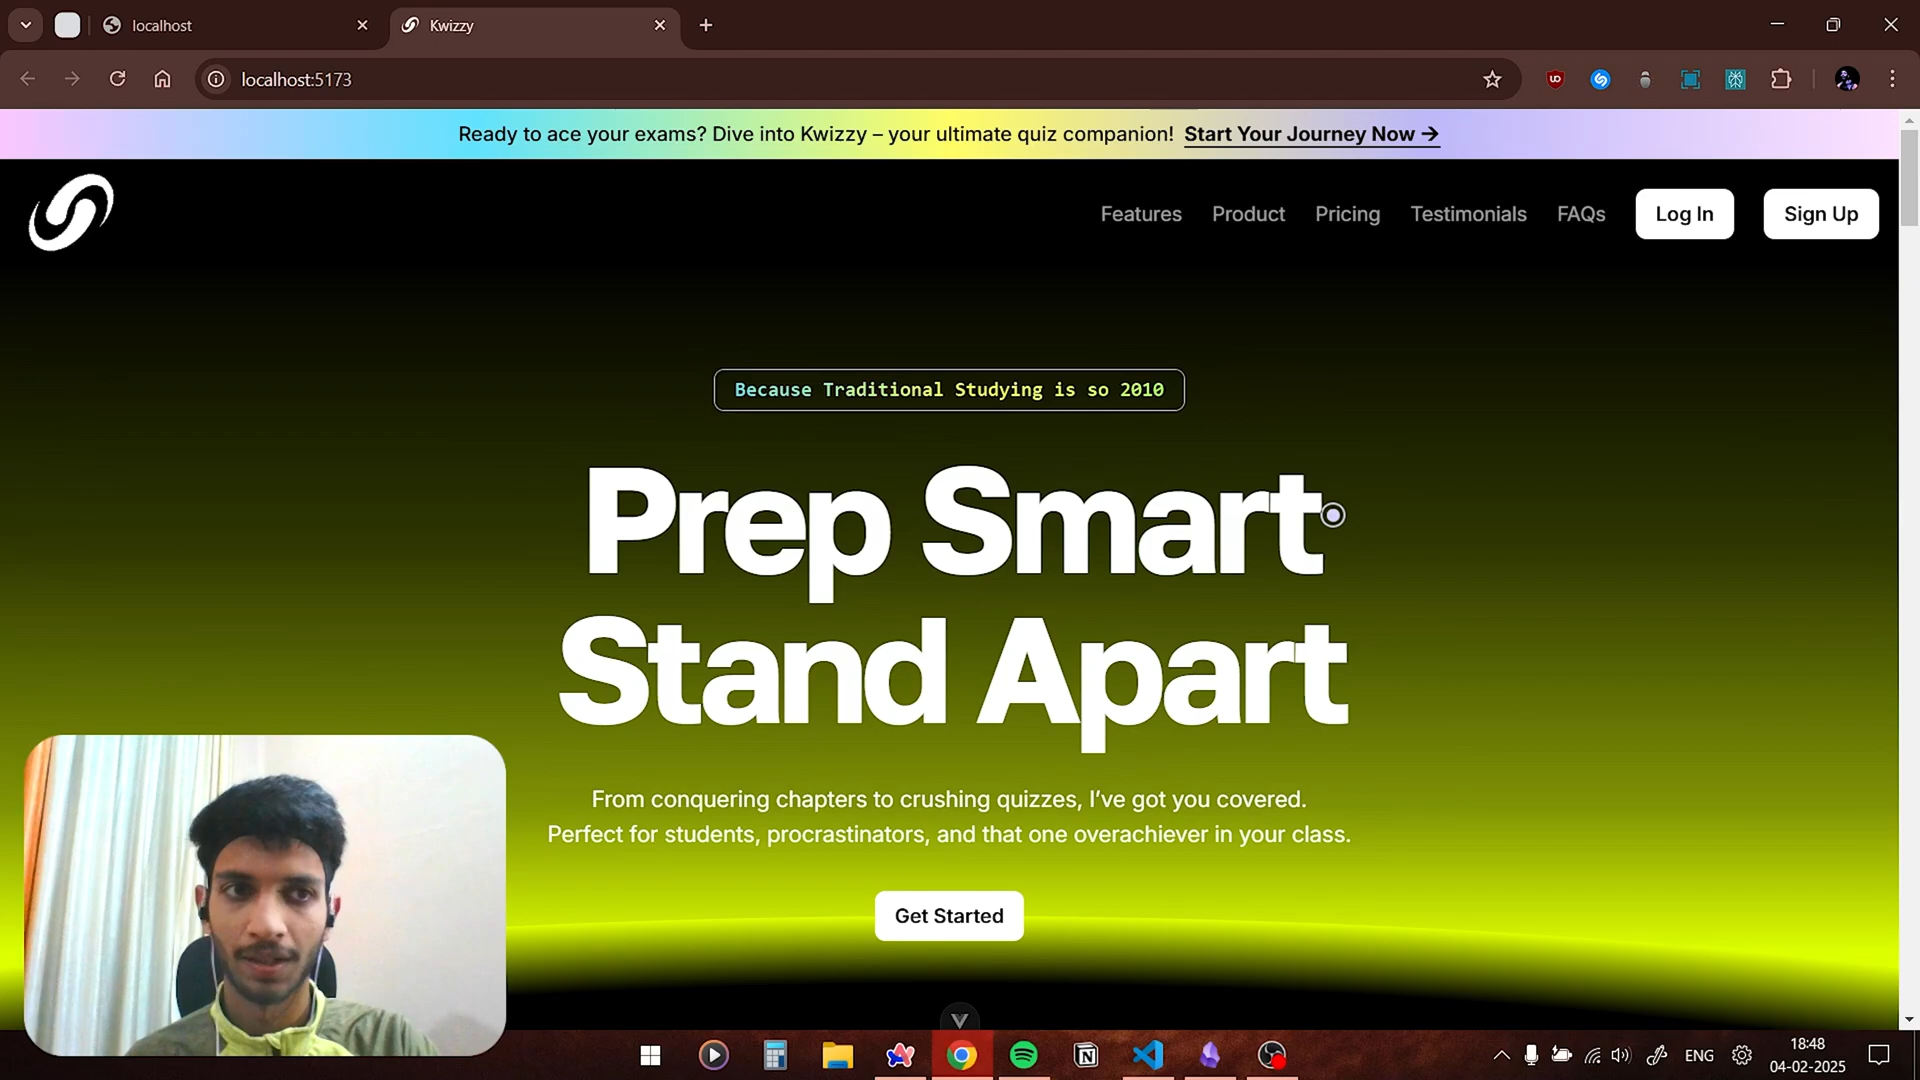 localhost
Kwizzy
localhost:5173
Ready to ace your exams? Dive into Kwizzy – your ultimate quiz companion! Start Your Journey Now →
Features Product Pricing Testimonials FAQs Log In Sign Up
Because Traditional Studying is so 2010
Prep Smart
Stand Apart
From conquering chapters to crushing quizzes, I’ve got you covered.
Perfect for students, procrastinators, and that one overachiever in your class.
Get Started
ENG
18:48
04-02-2025